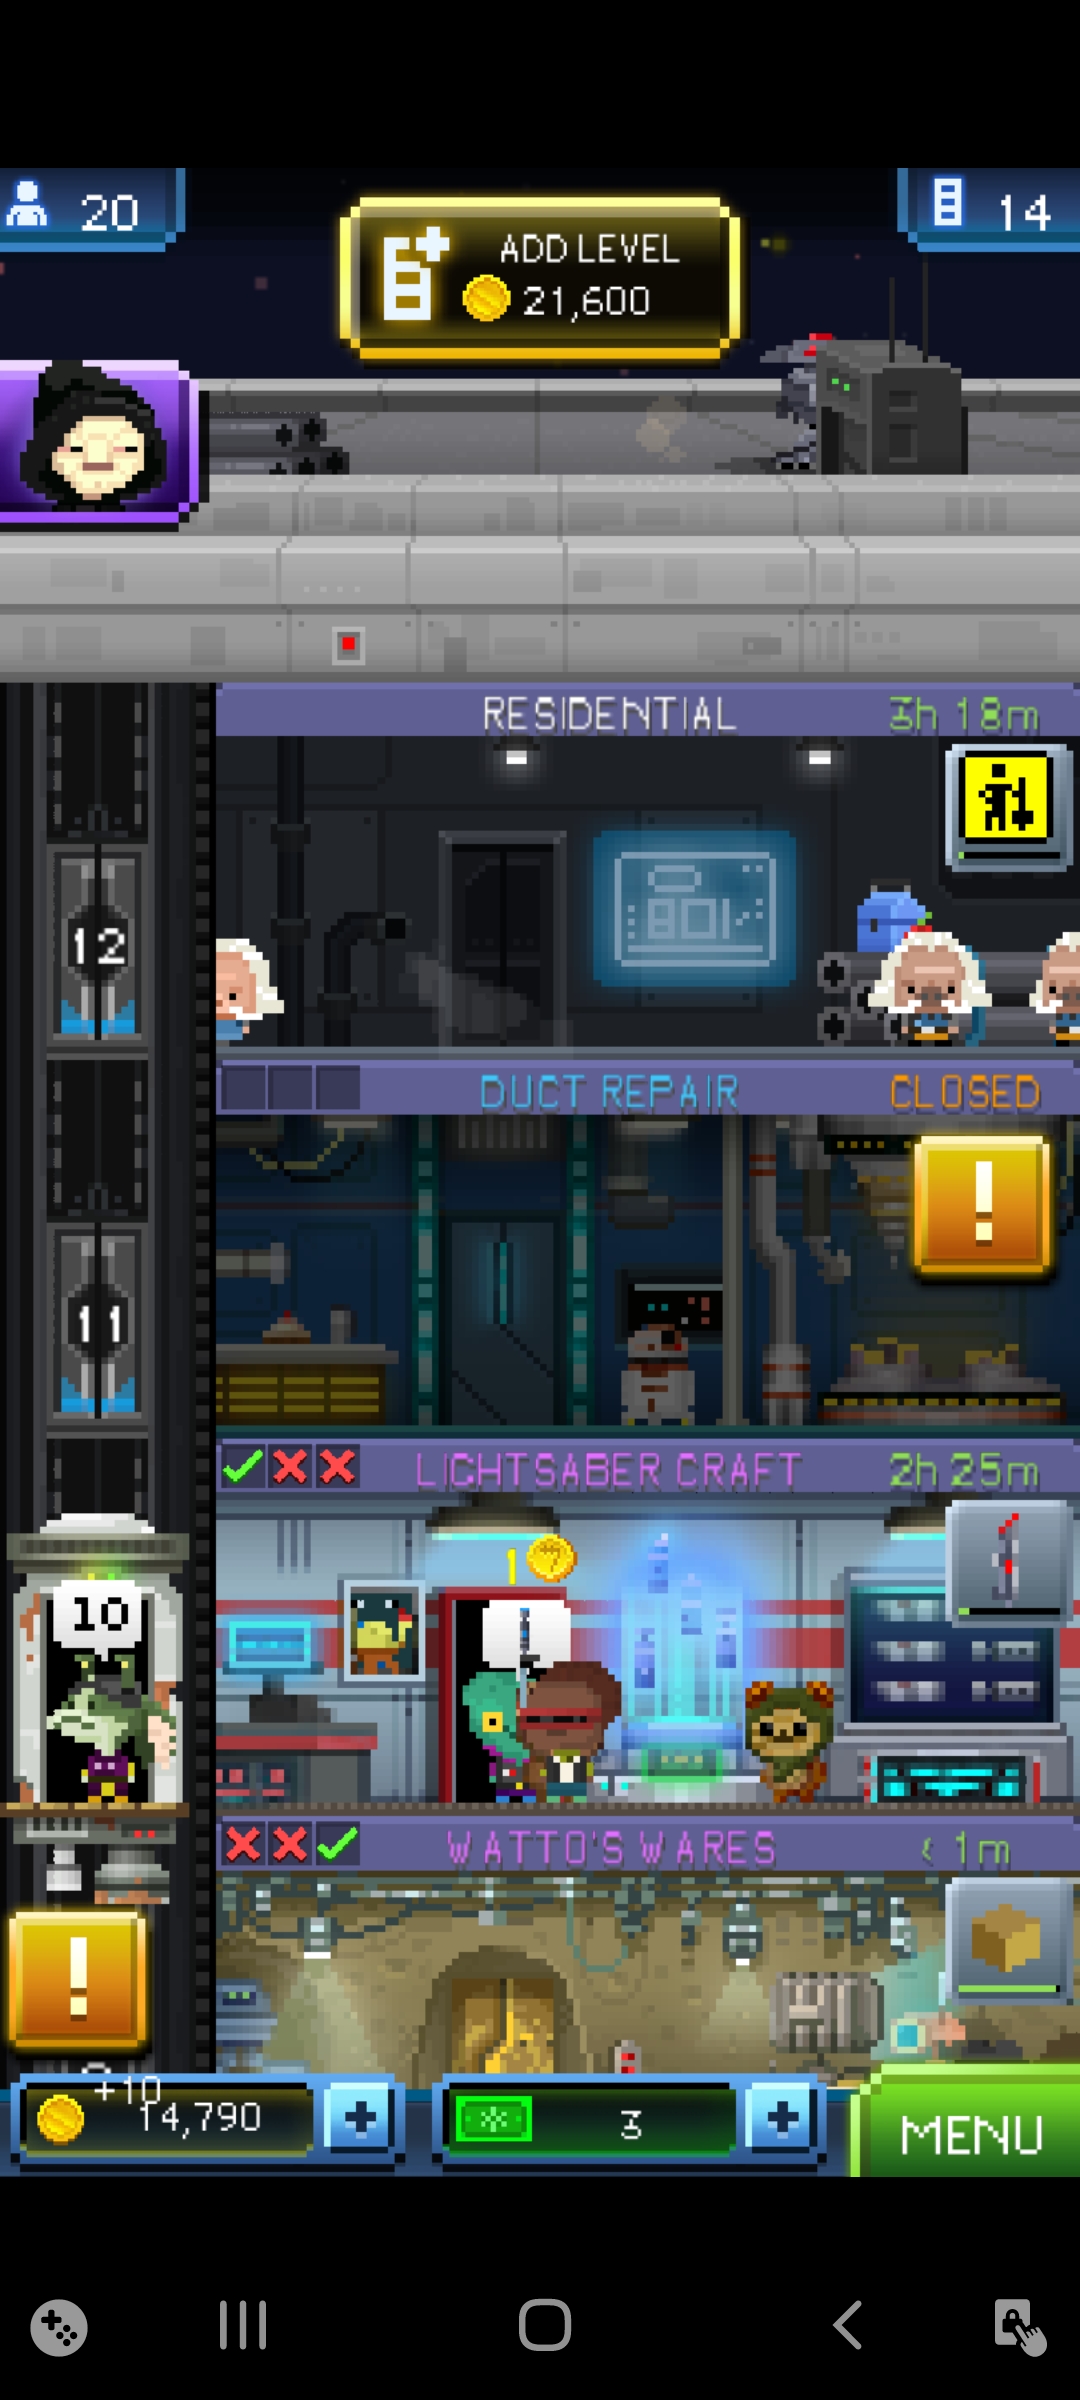 20
ADD LEVEL
21,600
14
RESIDENTIAL 3h 18m
12
DUCT REPAIR CLOSED
!
11
LIGHTSABER CRAFT 2h 25m
1
10
WATTO'S WARES < 1m
!
+10
14,790
3
MENU